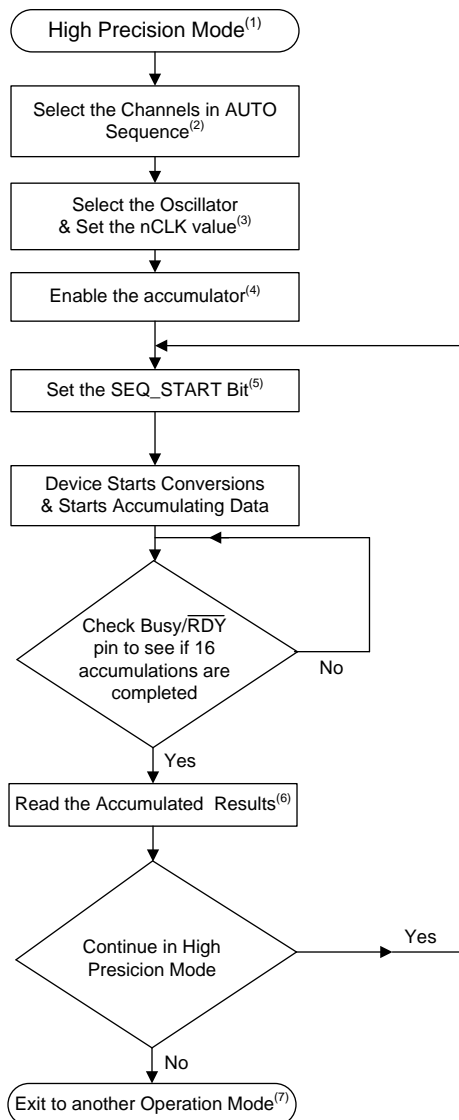 High Precision Mode(1)
Select the Channels in AUTO
Sequence(2)
Select the Oscillator
& Set the nCLK value(3)
Enable the accumulator(4)
Set the SEQ_START Bit(5)
Device Starts Conversions
& Starts Accumulating Data
Check Busy/RDY
pin to see if 16
accumulations are
completed
No
Yes
Read the Accumulated Results(6)
Continue in High
Presicion Mode
Yes
No
Exit to another Operation Mode(7)